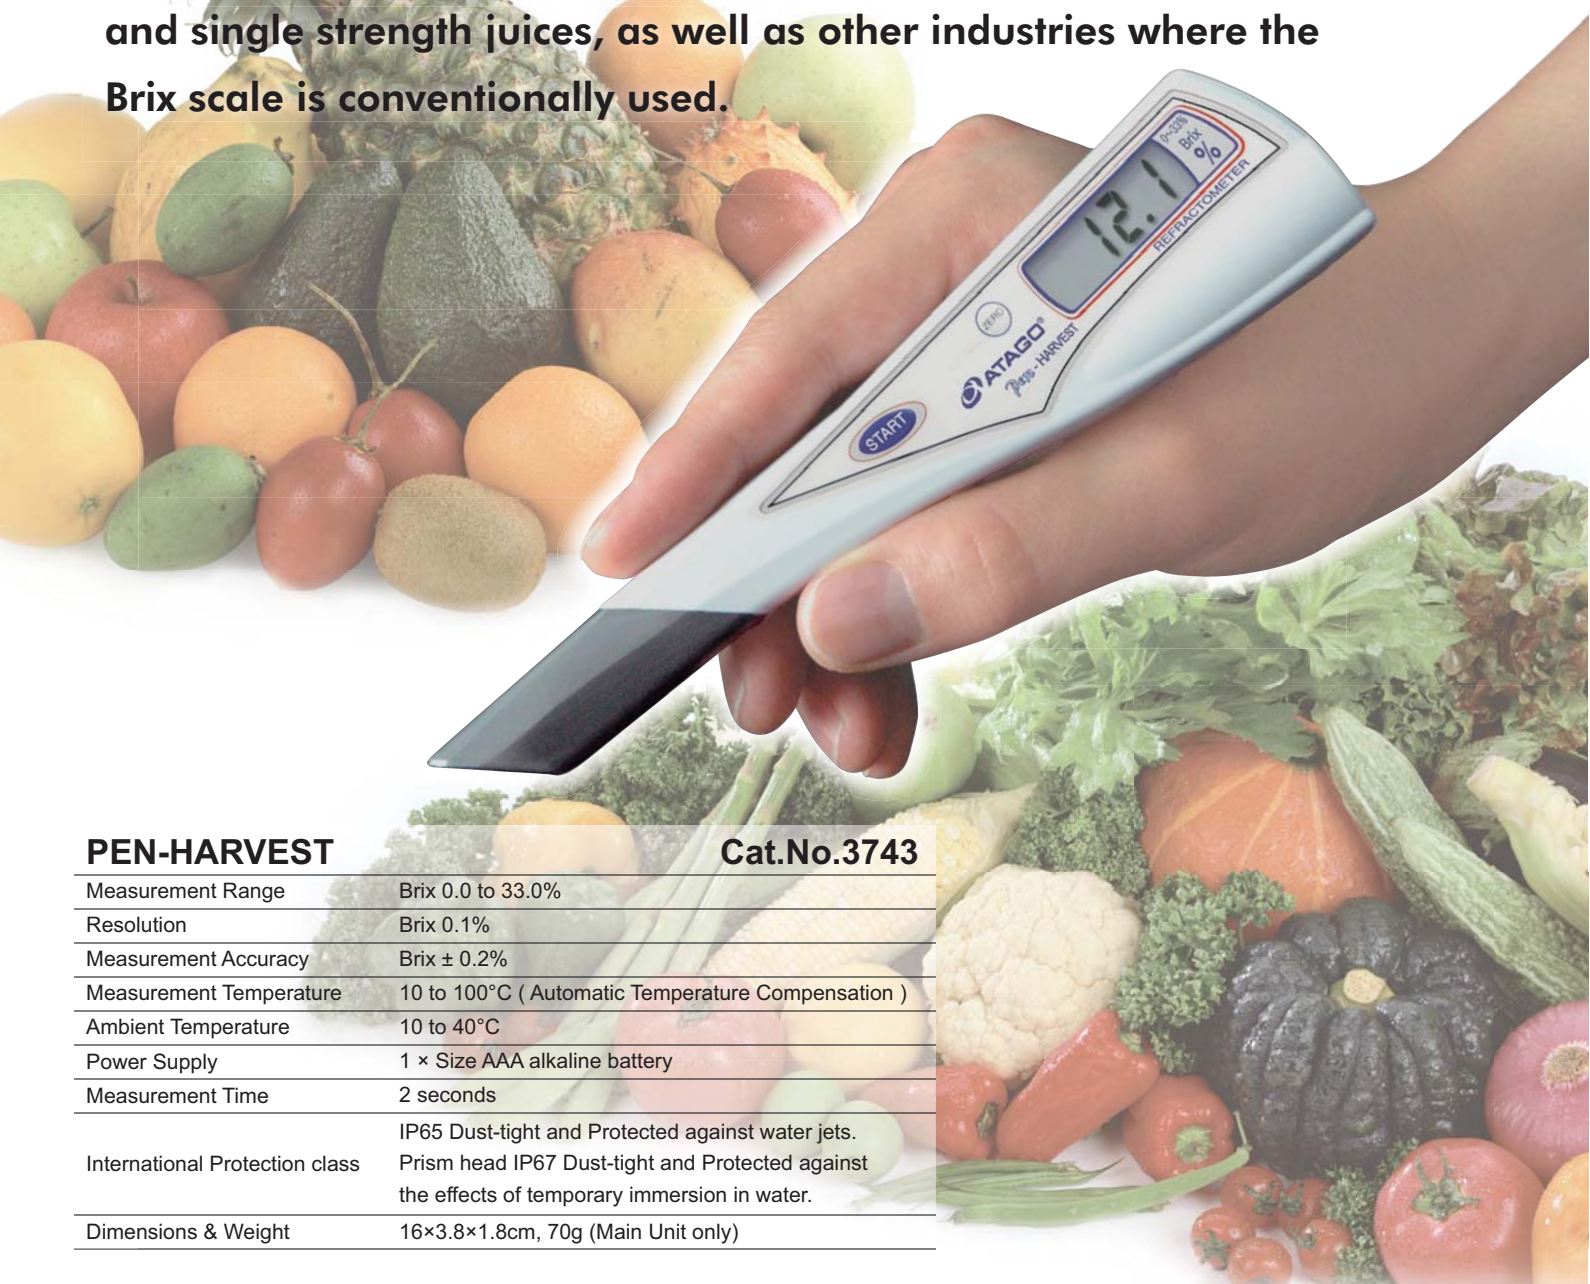 and single strength juices, as well as other industries where the
Brix scale is conventionally used.
0~33%
Brix
%
12.1
REFRACTOMETER
ZERO
ATAGO®
Pen-HARVEST
START
PEN-HARVEST Cat.No.3743
Measurement Range Brix 0.0 to 33.0%
Resolution Brix 0.1%
Measurement Accuracy Brix ± 0.2%
Measurement Temperature 10 to 100°C ( Automatic Temperature Compensation )
Ambient Temperature 10 to 40°C
Power Supply 1 × Size AAA alkaline battery
Measurement Time 2 seconds
International Protection class IP65 Dust-tight and Protected against water jets.
Prism head IP67 Dust-tight and Protected against
the effects of temporary immersion in water.
Dimensions & Weight 16×3.8×1.8cm, 70g (Main Unit only)